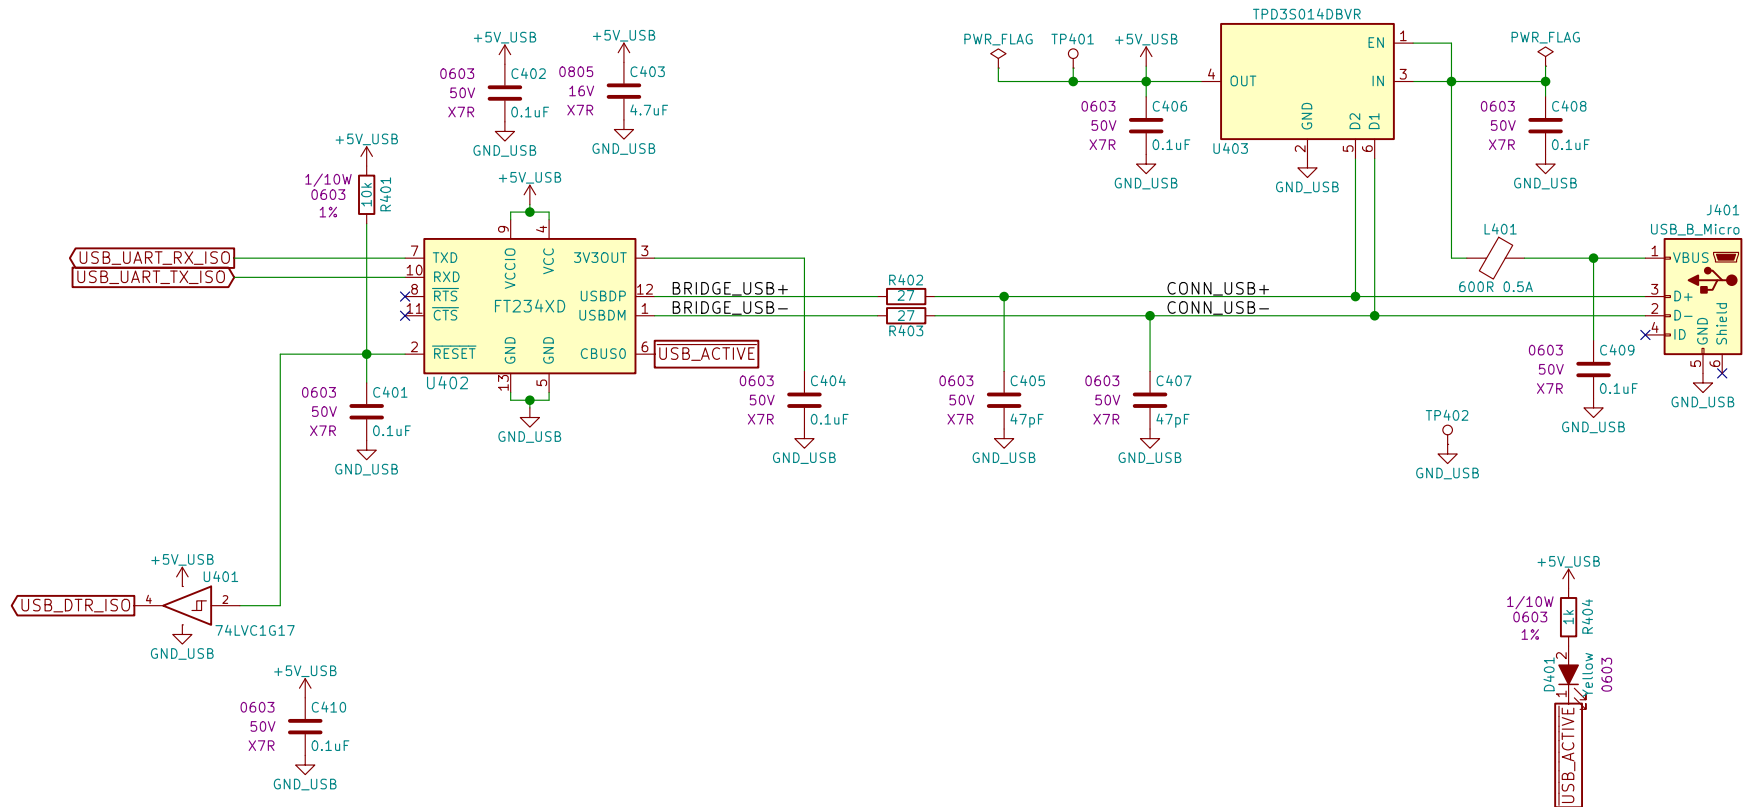 TPD3S014DBVR
+5V_USB
+5V_USB
PWR_FLAG
TP401
+5V_USB
EN
1
PWR_FLAG
0603
50V
X7R
C402
0.1uF
GND_USB
0805
16V
X7R
C403
4.7uF
GND_USB
4
OUT
IN
3
GND
D2
D1
2
5
6
U403
GND_USB
0603
50V
X7R
C406
0.1uF
GND_USB
0603
50V
X7R
C408
0.1uF
GND_USB
+5V_USB
1/10W
0603
1%
10k
R401
+5V_USB
9
4
VCCIO
VCC
USB_UART_RX_ISO
7
TXD
3V3OUT
3
USB_UART_TX_ISO
10
RXD
8
RTS
USBDP
12
BRIDGE_USB+
R402
27
CONN_USB+
11
CTS
FT234XD
USBDM
1
BRIDGE_USB-
27
R403
CONN_USB-
2
RESET
GND
GND
CBUS0
6
USB_ACTIVE
U402
13
5
GND_USB
L401
600R 0.5A
J401
USB_B_Micro
1
VBUS
3
D+
2
D-
4
ID
GND
Shield
5
6
GND_USB
0603
50V
X7R
C401
0.1uF
GND_USB
0603
50V
X7R
C404
0.1uF
GND_USB
0603
50V
X7R
C405
47pF
GND_USB
0603
50V
X7R
C407
47pF
GND_USB
0603
50V
X7R
C409
0.1uF
GND_USB
TP402
GND_USB
+5V_USB
U401
USB_DTR_ISO
4
2
74LVC1G17
GND_USB
+5V_USB
0603
50V
X7R
C410
0.1uF
GND_USB
+5V_USB
1/10W
0603
1%
1k
R404
2
D401
Yellow
0603
1
USB_ACTIVE